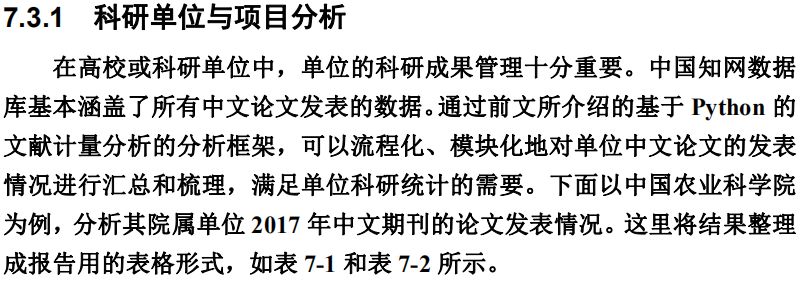 7.3.1 科研单位与项目分析
在高校或科研单位中，单位的科研成果管理十分重要。中国知网数据
库基本涵盖了所有中文论文发表的数据。通过前文所介绍的基于 Python 的
文献计量分析的分析框架，可以流程化、模块化地对单位中文论文的发表
情况进行汇总和梳理，满足单位科研统计的需要。下面以中国农业科学院
为例，分析其院属单位 2017 年中文期刊的论文发表情况。这里将结果整理
成报告用的表格形式，如表 7-1 和表 7-2 所示。